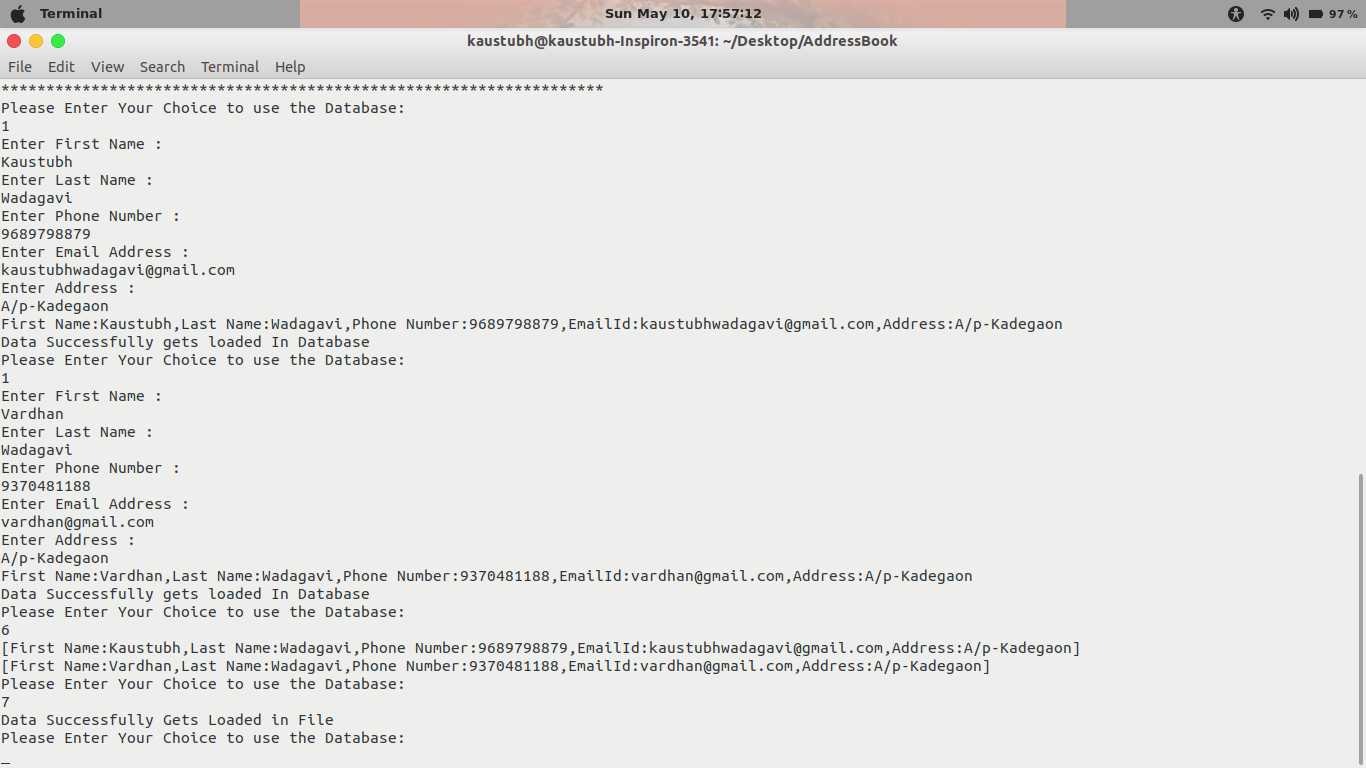 Terminal
Sun May 10, 17:57:12
97%
kaustubh@kaustubh-Inspiron-3541: ~/Desktop/AddressBook
File Edit View Search Terminal Help
*******************************************************************
Please Enter Your Choice to use the Database:
1
Enter First Name :
Kaustubh
Enter Last Name :
Wadagavi
Enter Phone Number :
9689798879
Enter Email Address :
kaustubhwadagavi@gmail.com
Enter Address :
A/p-Kadegaon
First Name:Kaustubh,Last Name:Wadagavi,Phone Number:9689798879,EmailId:kaustubhwadagavi@gmail.com,Address:A/p-Kadegaon
Data Successfully gets loaded In Database
Please Enter Your Choice to use the Database:
1
Enter First Name :
Vardhan
Enter Last Name :
Wadagavi
Enter Phone Number :
9370481188
Enter Email Address :
vardhan@gmail.com
Enter Address :
A/p-Kadegaon
First Name:Vardhan,Last Name:Wadagavi,Phone Number:9370481188,EmailId:vardhan@gmail.com,Address:A/p-Kadegaon
Data Successfully gets loaded In Database
Please Enter Your Choice to use the Database:
6
[First Name:Kaustubh,Last Name:Wadagavi,Phone Number:9689798879,EmailId:kaustubhwadagavi@gmail.com,Address:A/p-Kadegaon]
[First Name:Vardhan,Last Name:Wadagavi,Phone Number:9370481188,EmailId:vardhan@gmail.com,Address:A/p-Kadegaon]
Please Enter Your Choice to use the Database:
7
Data Successfully Gets Loaded in File
Please Enter Your Choice to use the Database:
_